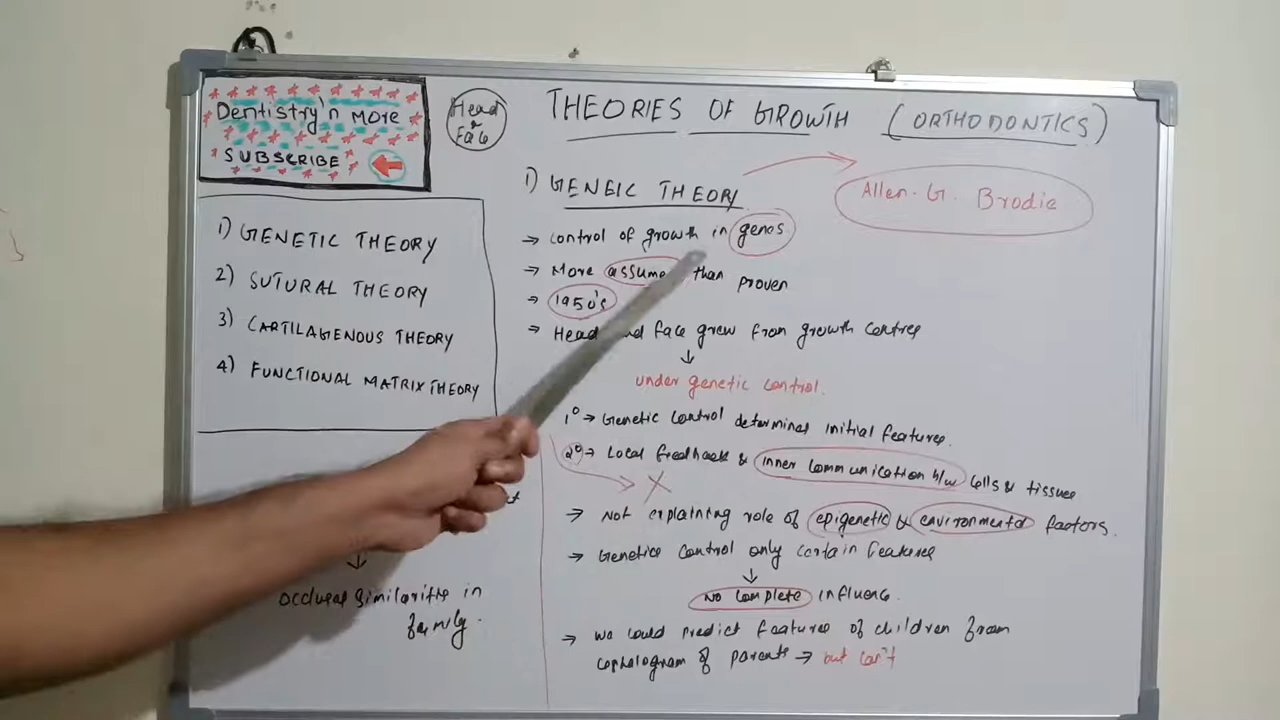 Dentistry'n MORE
SUBSCRIBE
Head
&
Face
THEORIES OF GROWTH (ORTHODONTICS)
1) GENETIC THEORY
2) SUTURAL THEORY
3) CARTILAGENOUS THEORY
4) FUNCTIONAL MATRIX THEORY
↓
occlusal similarities in
family.
1) GENEIC THEORY
Allen. G. Brodie
⇒ control of growth in genes
⇒ More assume than proven
⇒ 1950's
⇒ Head and face grew from growth centres
↓
under genetic control.
1° → Genetic control determines initial features.
2° → Local feedback & inner communication b/w cells & tissues
X
→ Not explaining role of epigenetic & environmental factors.
→ Genetics control only certain features
↓
No complete influence.
→ We could predict features of children from
cephalogram of parents → but can't